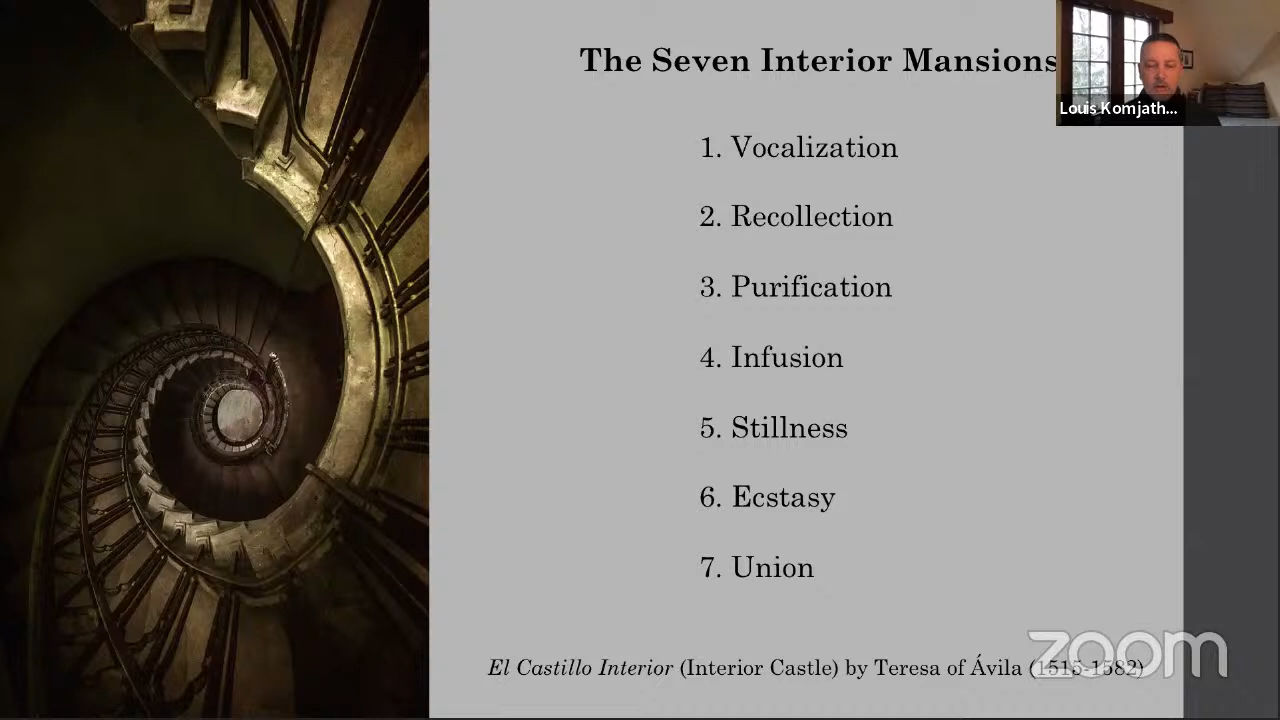 The Seven Interior Mansions
Louis Komjath...
1. Vocalization
2. Recollection
3. Purification
4. Infusion
5. Stillness
6. Ecstasy
7. Union
El Castillo Interior (Interior Castle) by Teresa of Ávila (1515-1582)
zoom